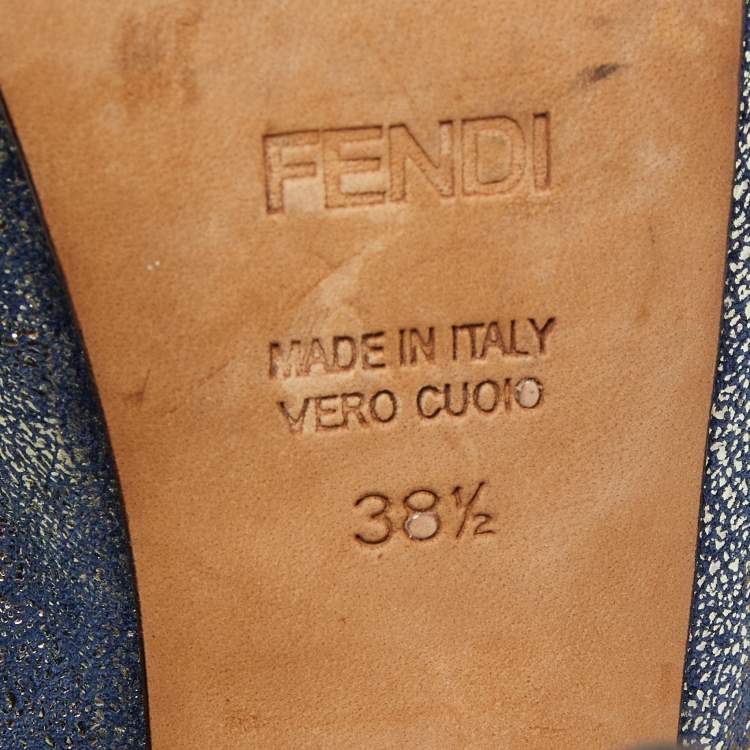 FENDI
MADE IN ITALY
VERO CUOIO
38½